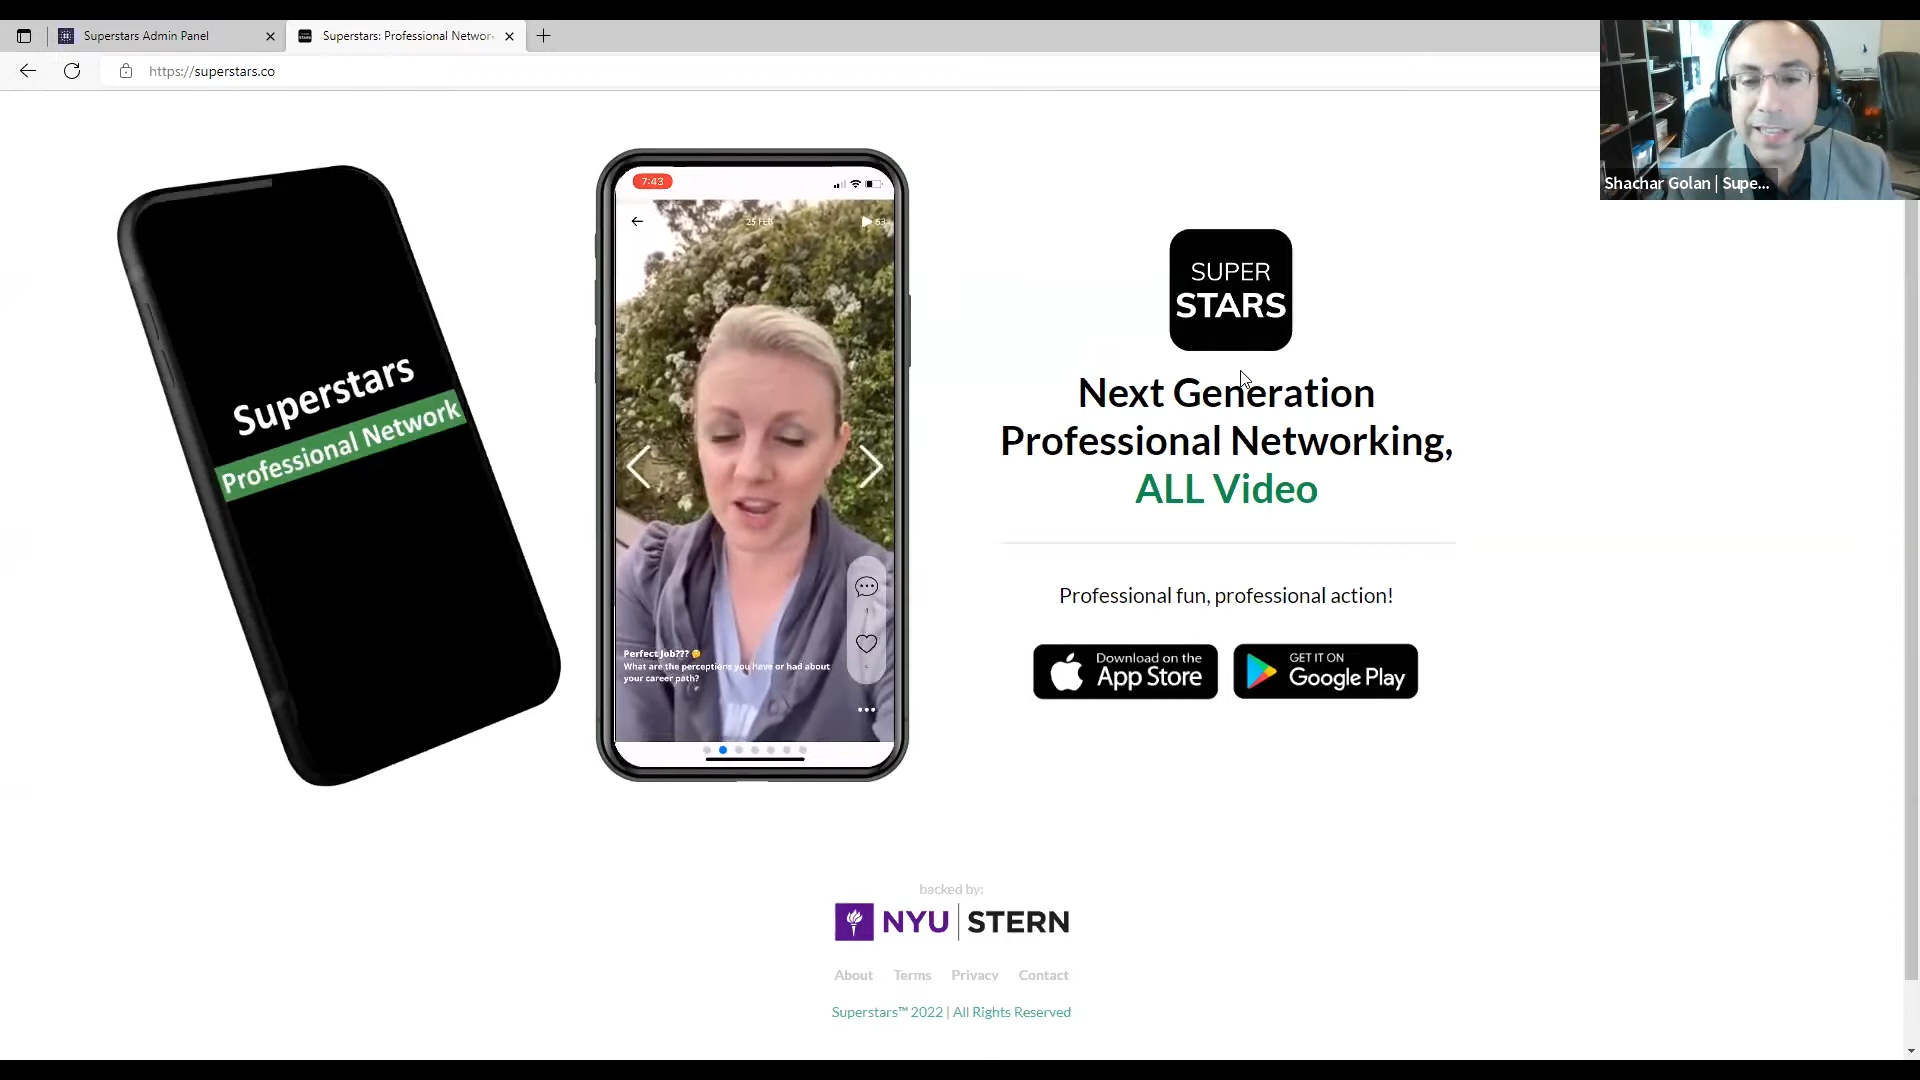 Superstars Admin Panel
Superstars: Professional Networ
https://superstars.co
Shachar Golan | Supe...
Superstars
Professional Network
7:43
25 FEB
63
Perfect Job??? 🤔
What are the perceptions you have or had about
your career path?
SUPER
STARS
Next Generation
Professional Networking,
ALL Video
Professional fun, professional action!
Download on the
App Store
GET IT ON
Google Play
backed by:
NYU | STERN
About Terms Privacy Contact
Superstars™ 2022 | All Rights Reserved